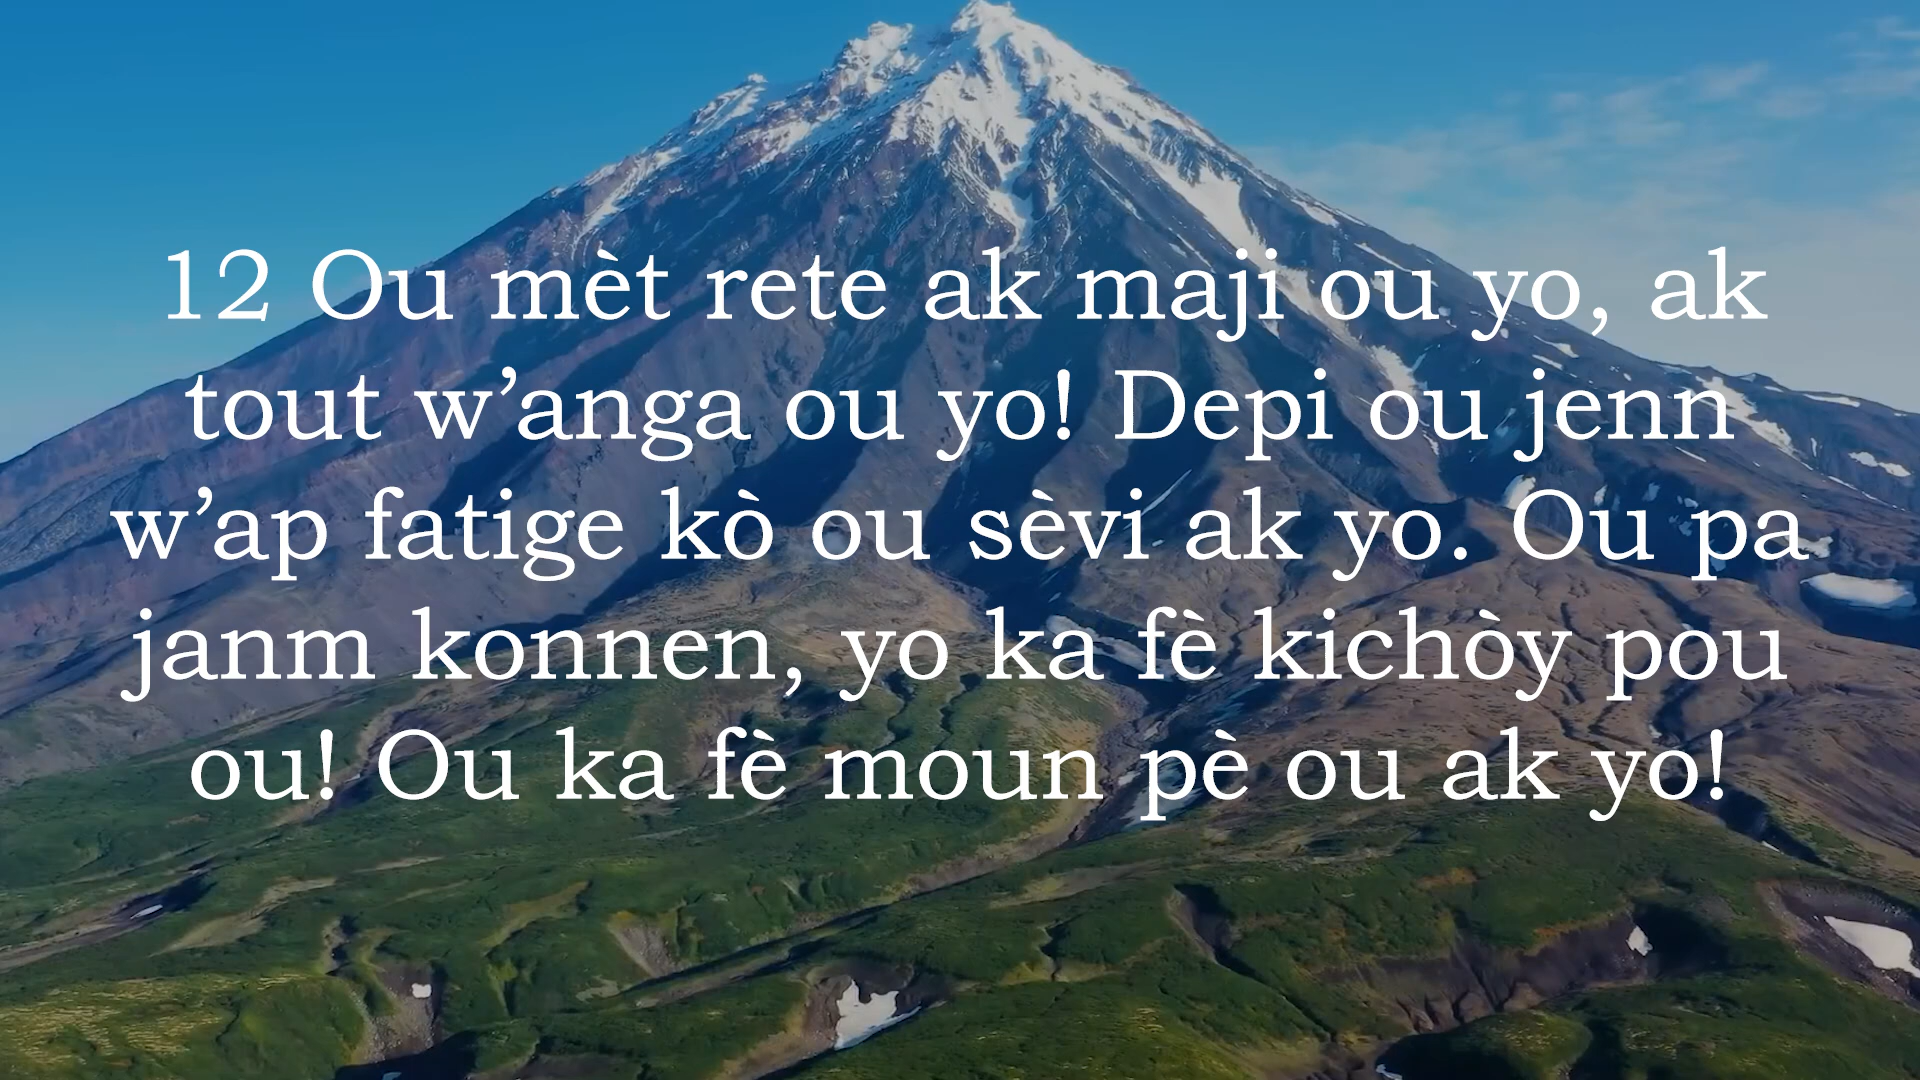 12 Ou mèt rete ak maji ou yo, ak
tout w’anga ou yo! Depi ou jenn
w’ap fatige kò ou sèvi ak yo. Ou pa
janm konnen, yo ka fè kichòy pou
ou! Ou ka fè moun pè ou ak yo!